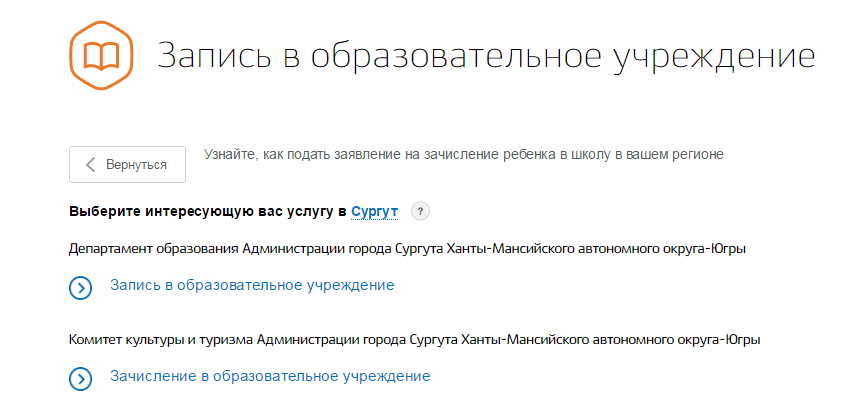 Запись в образовательное учреждение
Вернуться
Узнайте, как подать заявление на зачисление ребенка в школу в вашем регионе
Выберите интересующую вас услугу в Сургут ?
Департамент образования Администрации города Сургута Ханты-Мансийского автономного округа-Югры
Запись в образовательное учреждение
Комитет культуры и туризма Администрации города Сургута Ханты-Мансийского автономного округа-Югры
Зачисление в образовательное учреждение